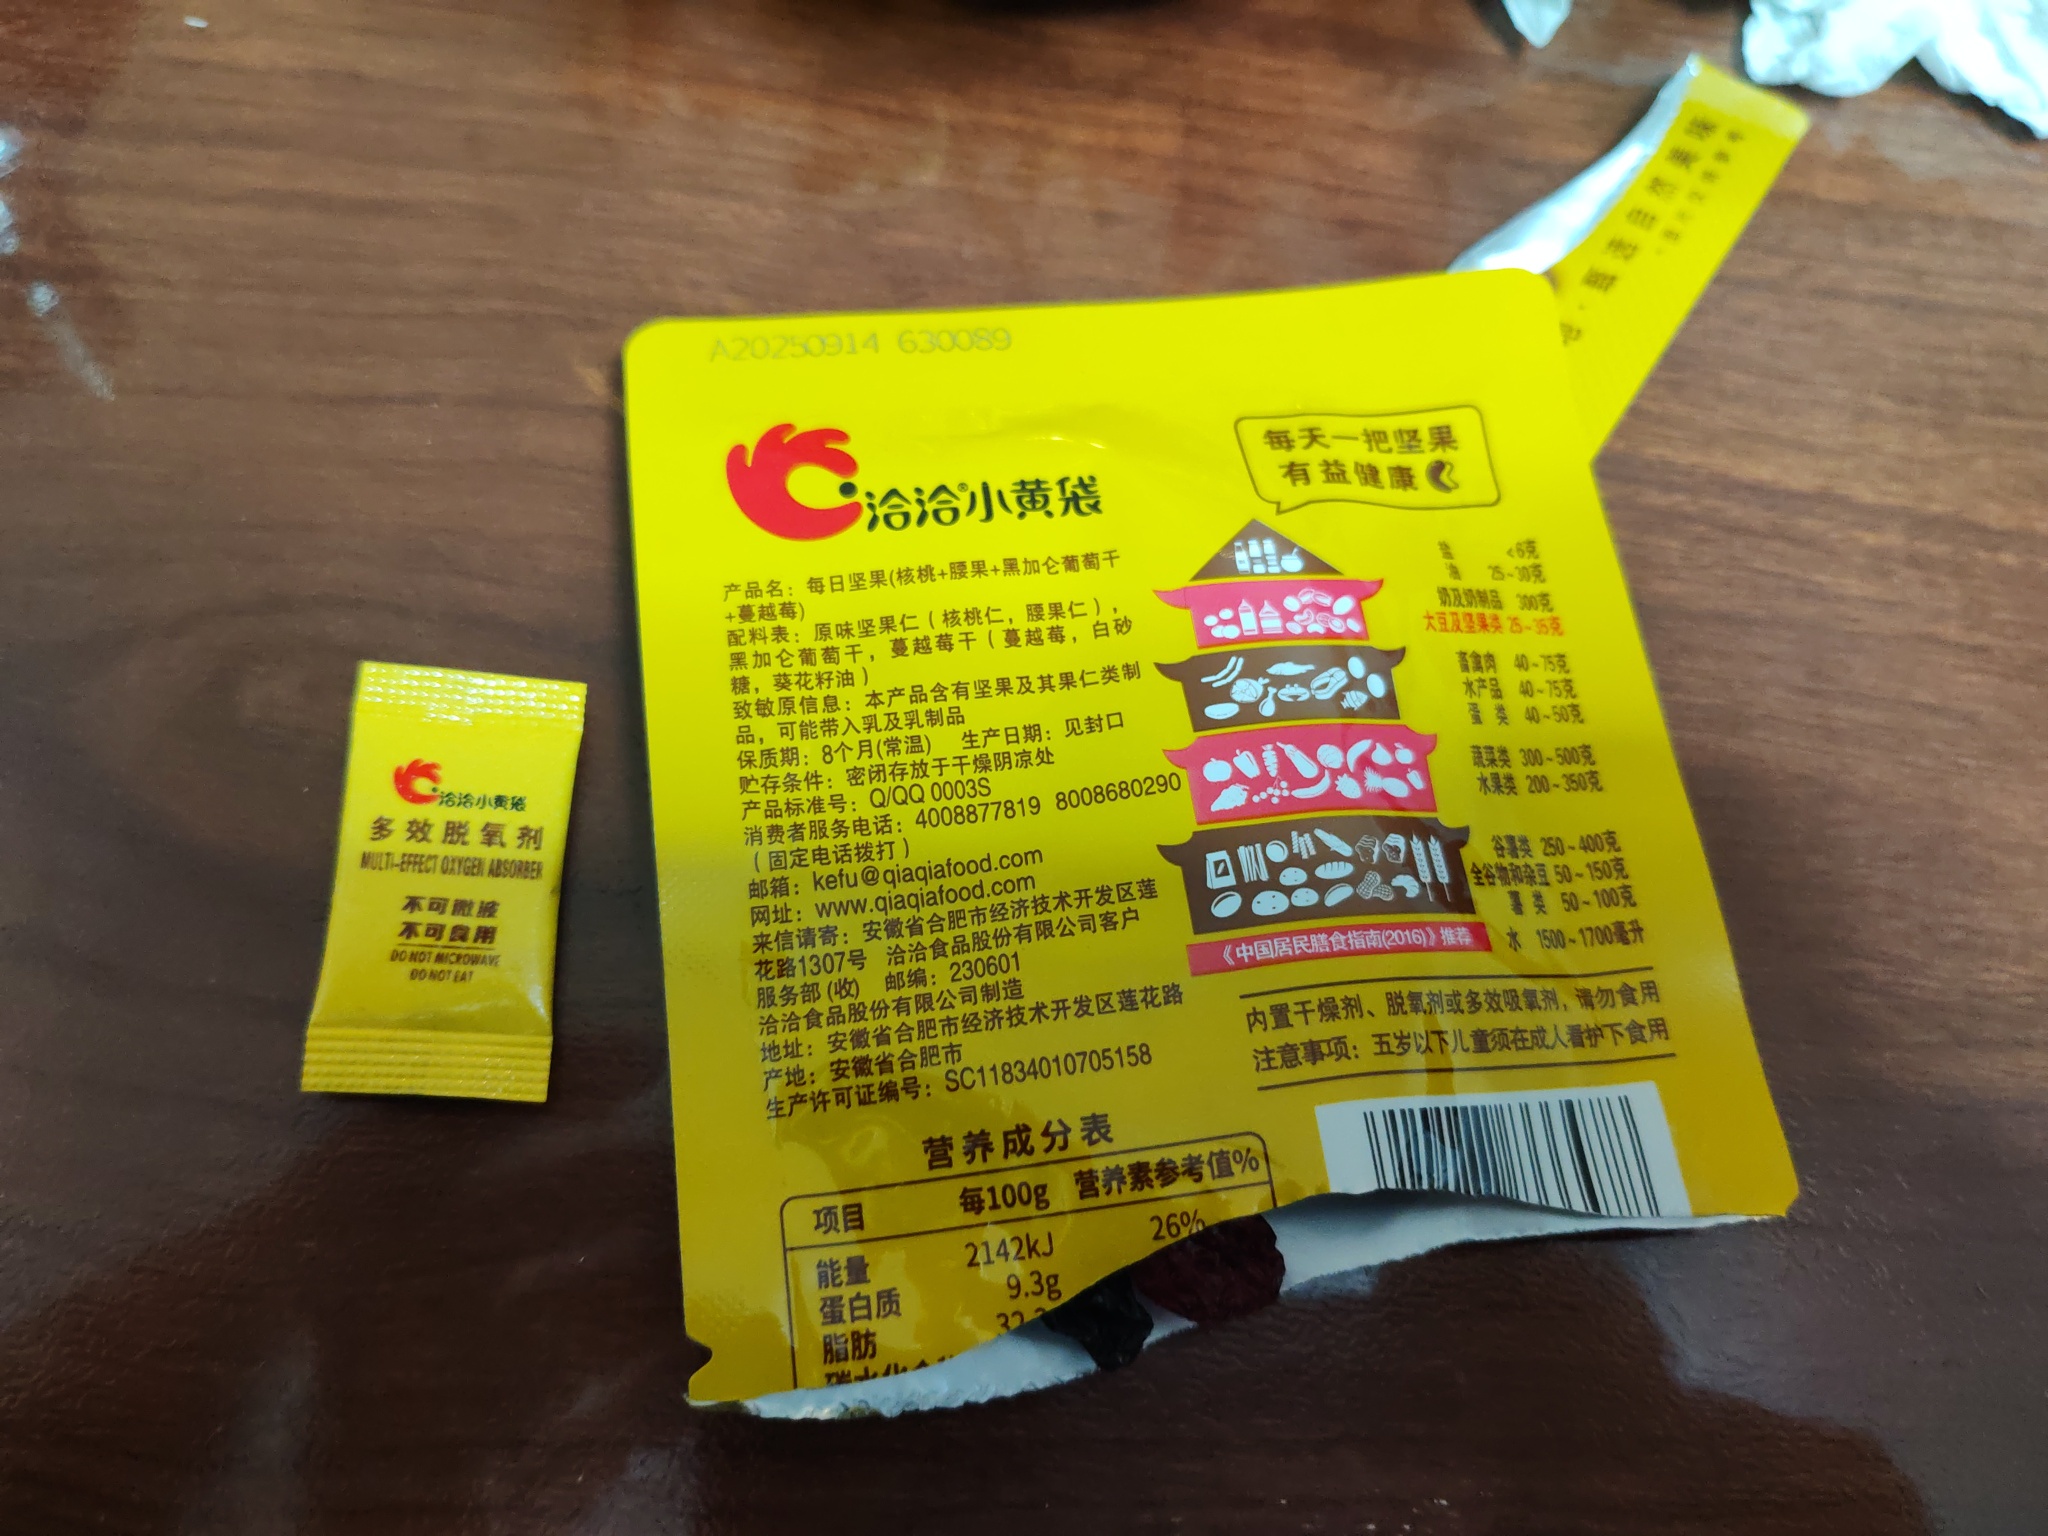 A20250914 630089
洽洽®小黄袋
每天一把坚果
有益健康
产品名：每日坚果(核桃+腰果+黑加仑葡萄干
+蔓越莓)
配料表：原味坚果仁（核桃仁，腰果仁），
黑加仑葡萄干，蔓越莓干（蔓越莓，白砂
糖，葵花籽油）
致敏原信息：本产品含有坚果及其果仁类制
品，可能带入乳及乳制品
保质期：8个月(常温) 生产日期：见封口
贮存条件：密闭存放于干燥阴凉处
产品标准号：Q/QQ 0003S
消费者服务电话：4008877819 8008680290
（固定电话拨打）
邮箱：kefu@qiaqiafood.com
网址：www.qiaqiafood.com
来信请寄：安徽省合肥市经济技术开发区莲
花路1307号 洽洽食品股份有限公司客户
服务部 (收) 邮编：230601
洽洽食品股份有限公司制造
地址：安徽省合肥市经济技术开发区莲花路
产地：安徽省合肥市
生产许可证编号：SC11834010705158
盐 <6克
油 25~30克
奶及奶制品 300克
大豆及坚果类 25~35克
畜禽肉 40~75克
水产品 40~75克
蛋 类 40~50克
蔬菜类 300~500克
水果类 200~350克
谷薯类 250~400克
全谷物和杂豆 50~150克
薯 类 50~100克
水 1500~1700毫升
《中国居民膳食指南(2016)》推荐
内置干燥剂、脱氧剂或多效吸氧剂，请勿食用
注意事项：五岁以下儿童须在成人看护下食用
营养成分表
项目 每100g 营养素参考值%
能量 2142kJ 26%
蛋白质 9.3g
脂肪 32.
甄选自然美味
洽洽小黄袋
多效脱氧剂
MULTI-EFFECT OXYGEN ABSORBER
不可微波
不可食用
DO NOT MICROWAVE
DO NOT EAT